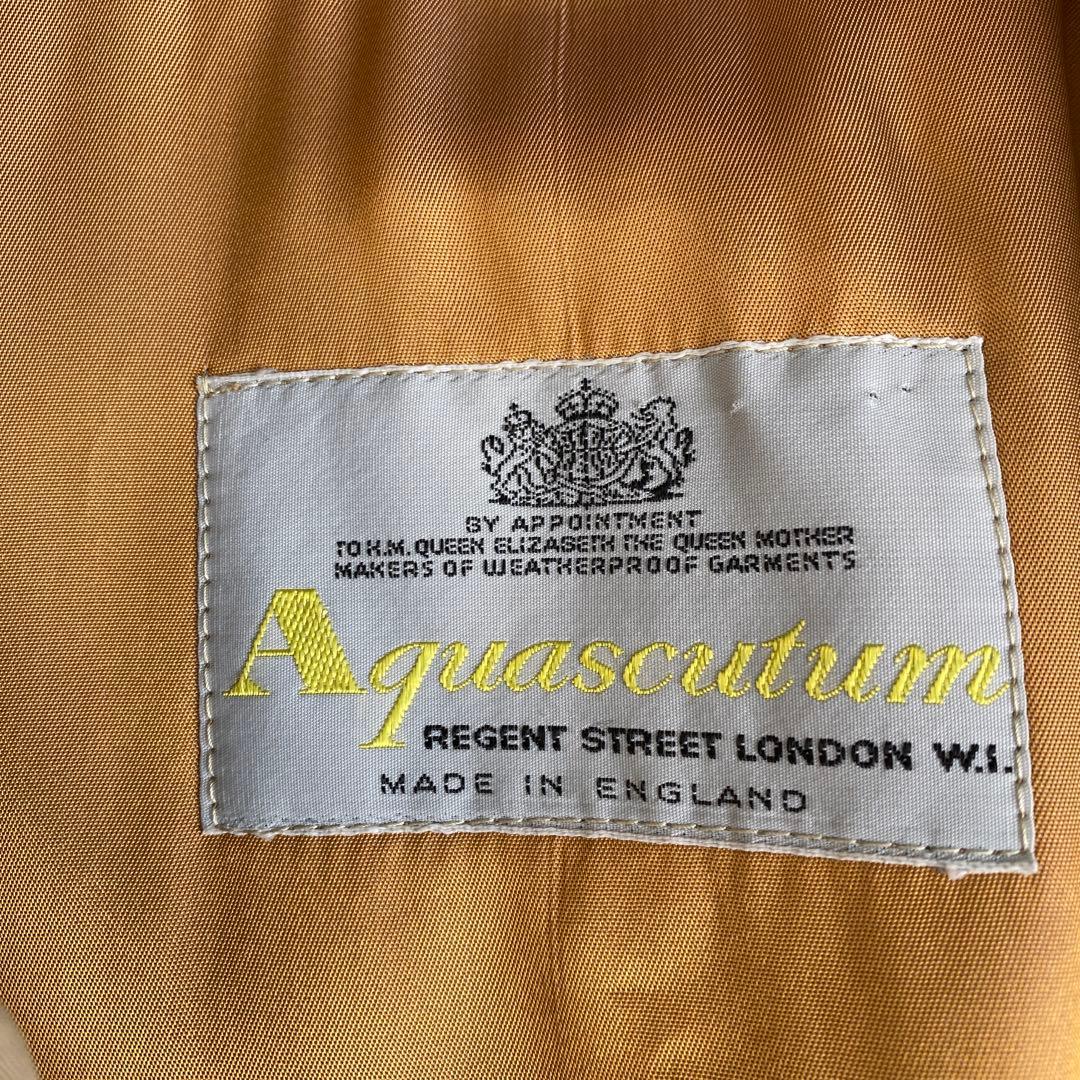 BY APPOINTMENT
TO H.M. QUEEN ELIZABETH THE QUEEN MOTHER
MAKERS OF WEATHERPROOF GARMENTS
Aquascutum
REGENT STREET LONDON W.1.
MADE IN ENGLAND